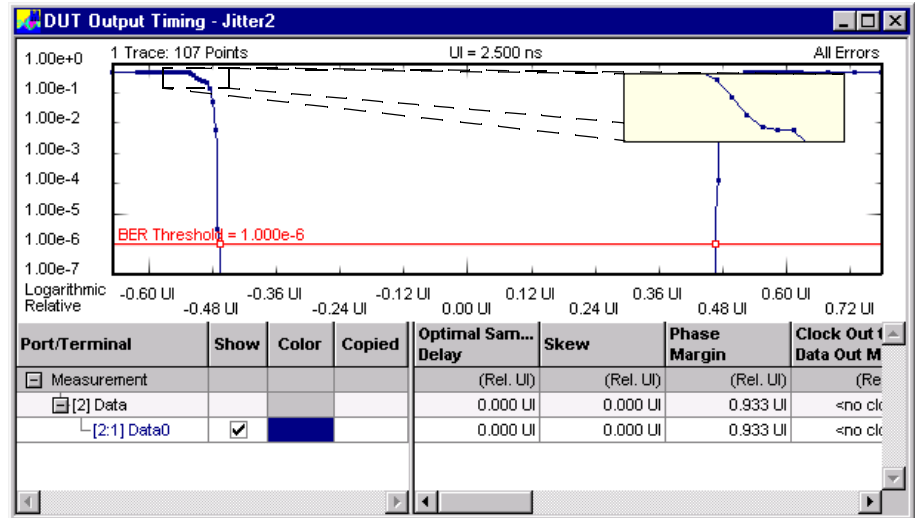 DUT Output Timing - Jitter2
1 Trace: 107 Points UI = 2.500 ns All Errors
1.00e+0
1.00e-1
1.00e-2
1.00e-3
1.00e-4
1.00e-5
1.00e-6
1.00e-7
BER Threshold = 1.000e-6
Logarithmic
Relative
-0.60 UI -0.36 UI -0.12 UI 0.12 UI 0.36 UI 0.60 UI
-0.48 UI -0.24 UI 0.00 UI 0.24 UI 0.48 UI 0.72 UI
Port/Terminal Show Color Copied Optimal Sam... Delay Skew Phase Margin Clock Out t Data Out M
Measurement (Rel. UI) (Rel. UI) (Rel. UI) (Re
[2] Data 0.000 UI 0.000 UI 0.933 UI <no clo
[2:1] Data0 0.000 UI 0.000 UI 0.933 UI <no clo